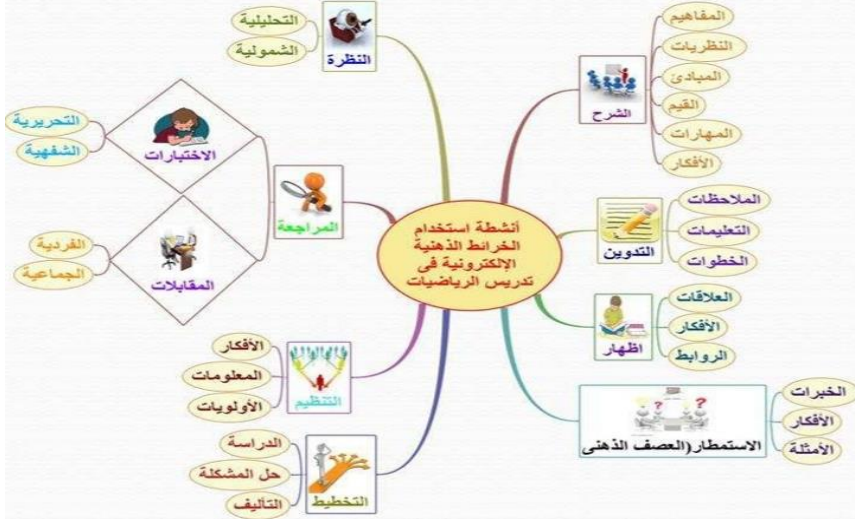 أنشطة استخدام
الخرائط الذهنية
الإلكترونية فى
تدريس الرياضيات
الشرح
المفاهيم
النظريات
المبادئ
القيم
المهارات
الأفكار
التدوين
الملاحظات
التعليمات
الخطوات
اظهار
العلاقات
الأفكار
الروابط
الاستمطار(العصف الذهنى
الخبرات
الأفكار
الأمثلة
النظرة
التحليلية
الشمولية
المراجعة
الاختبارات
التحريرية
الشفهية
المقابلات
الفردية
الجماعية
التنظيم
الأفكار
المعلومات
الأولويات
التخطيط
الدراسة
حل المشكلة
التأليف